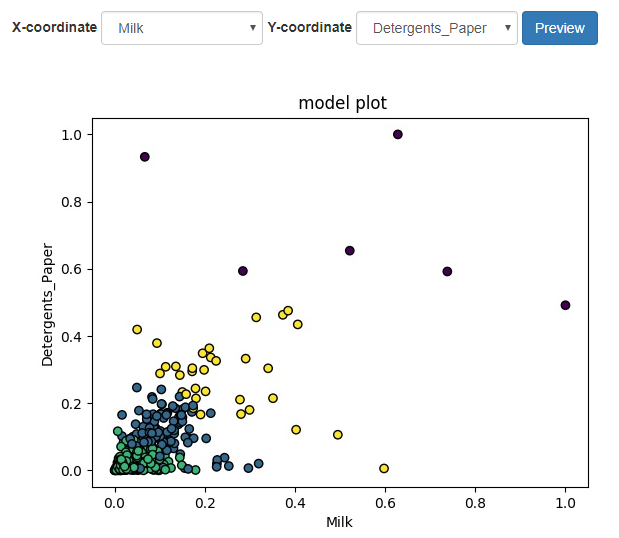 X-coordinate Milk Y-coordinate Detergents_Paper Preview
model plot
1.0
0.8
0.6
0.4
0.2
0.0
Detergents_Paper
0.0 0.2 0.4 0.6 0.8 1.0
Milk